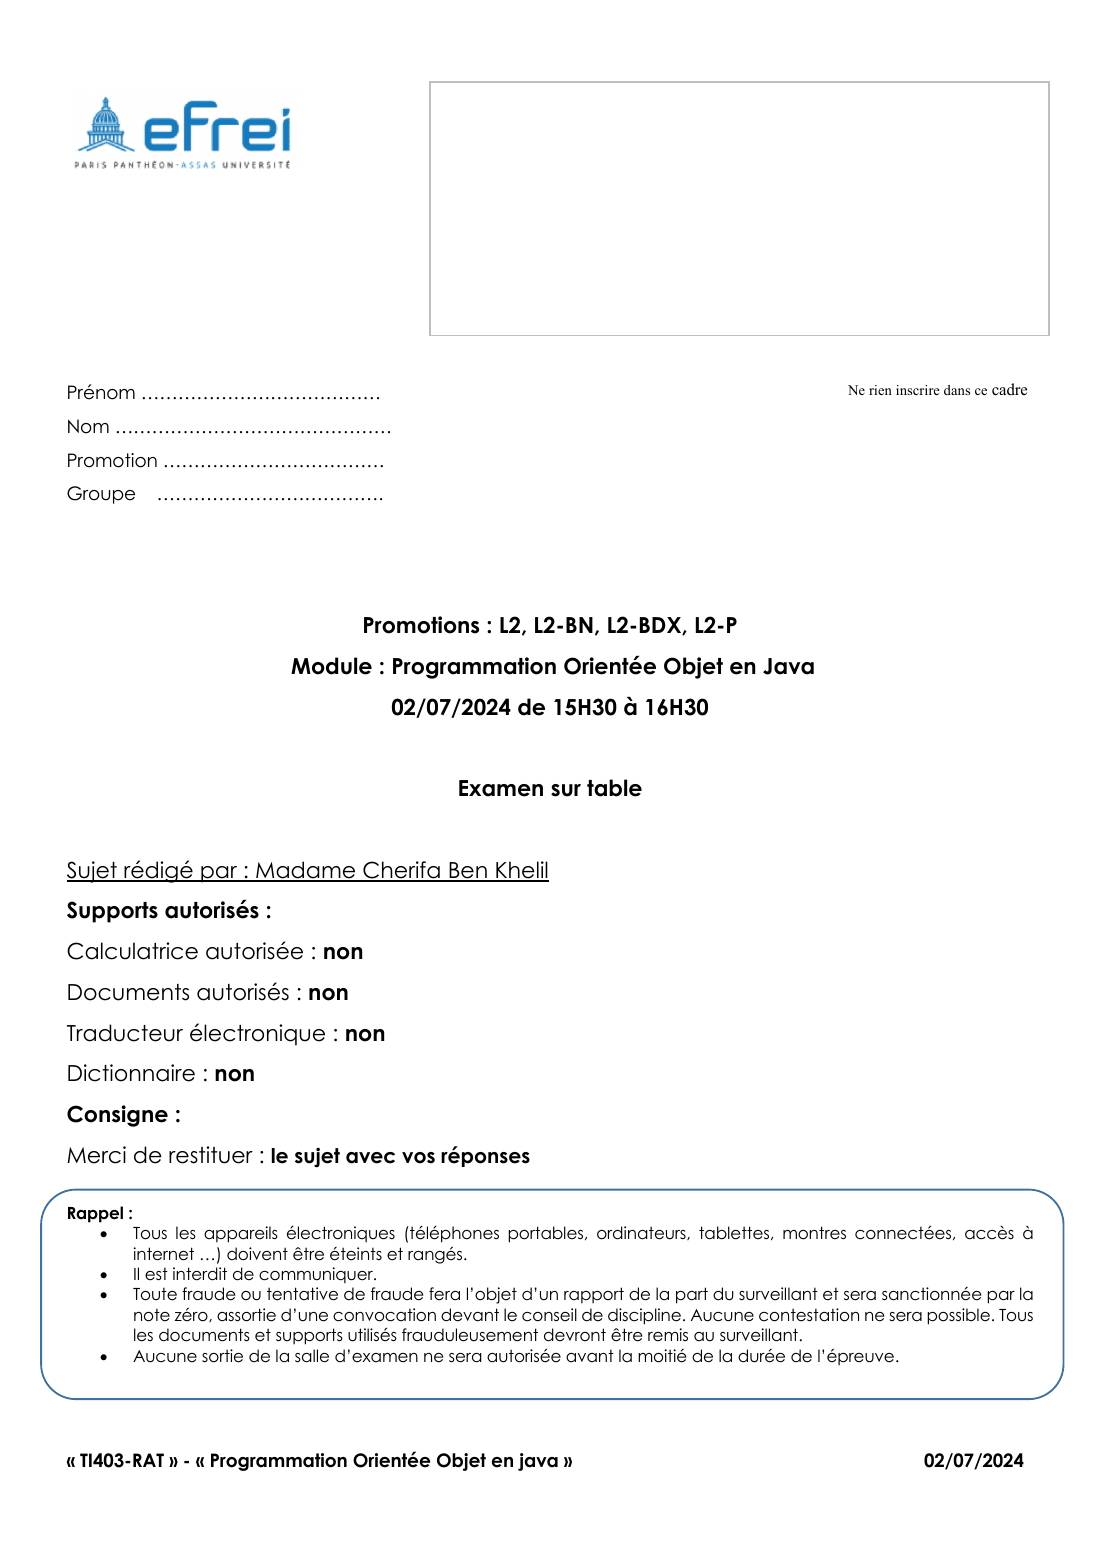 efrei
PARIS PANTHÉON-ASSAS UNIVERSITÉ
Prénom …………………………………
Ne rien inscrire dans ce cadre
Nom ………………………………………
Promotion ………………………………
Groupe ……………………………….
Promotions : L2, L2-BN, L2-BDX, L2-P
Module : Programmation Orientée Objet en Java
02/07/2024 de 15H30 à 16H30
Examen sur table
Sujet rédigé par : Madame Cherifa Ben Khelil
Supports autorisés :
Calculatrice autorisée : non
Documents autorisés : non
Traducteur électronique : non
Dictionnaire : non
Consigne :
Merci de restituer : le sujet avec vos réponses
Rappel :
• Tous les appareils électroniques (téléphones portables, ordinateurs, tablettes, montres connectées, accès à
internet …) doivent être éteints et rangés.
• Il est interdit de communiquer.
• Toute fraude ou tentative de fraude fera l’objet d’un rapport de la part du surveillant et sera sanctionnée par la
note zéro, assortie d’une convocation devant le conseil de discipline. Aucune contestation ne sera possible. Tous
les documents et supports utilisés frauduleusement devront être remis au surveillant.
• Aucune sortie de la salle d’examen ne sera autorisée avant la moitié de la durée de l’épreuve.
« TI403-RAT » - « Programmation Orientée Objet en java » 02/07/2024